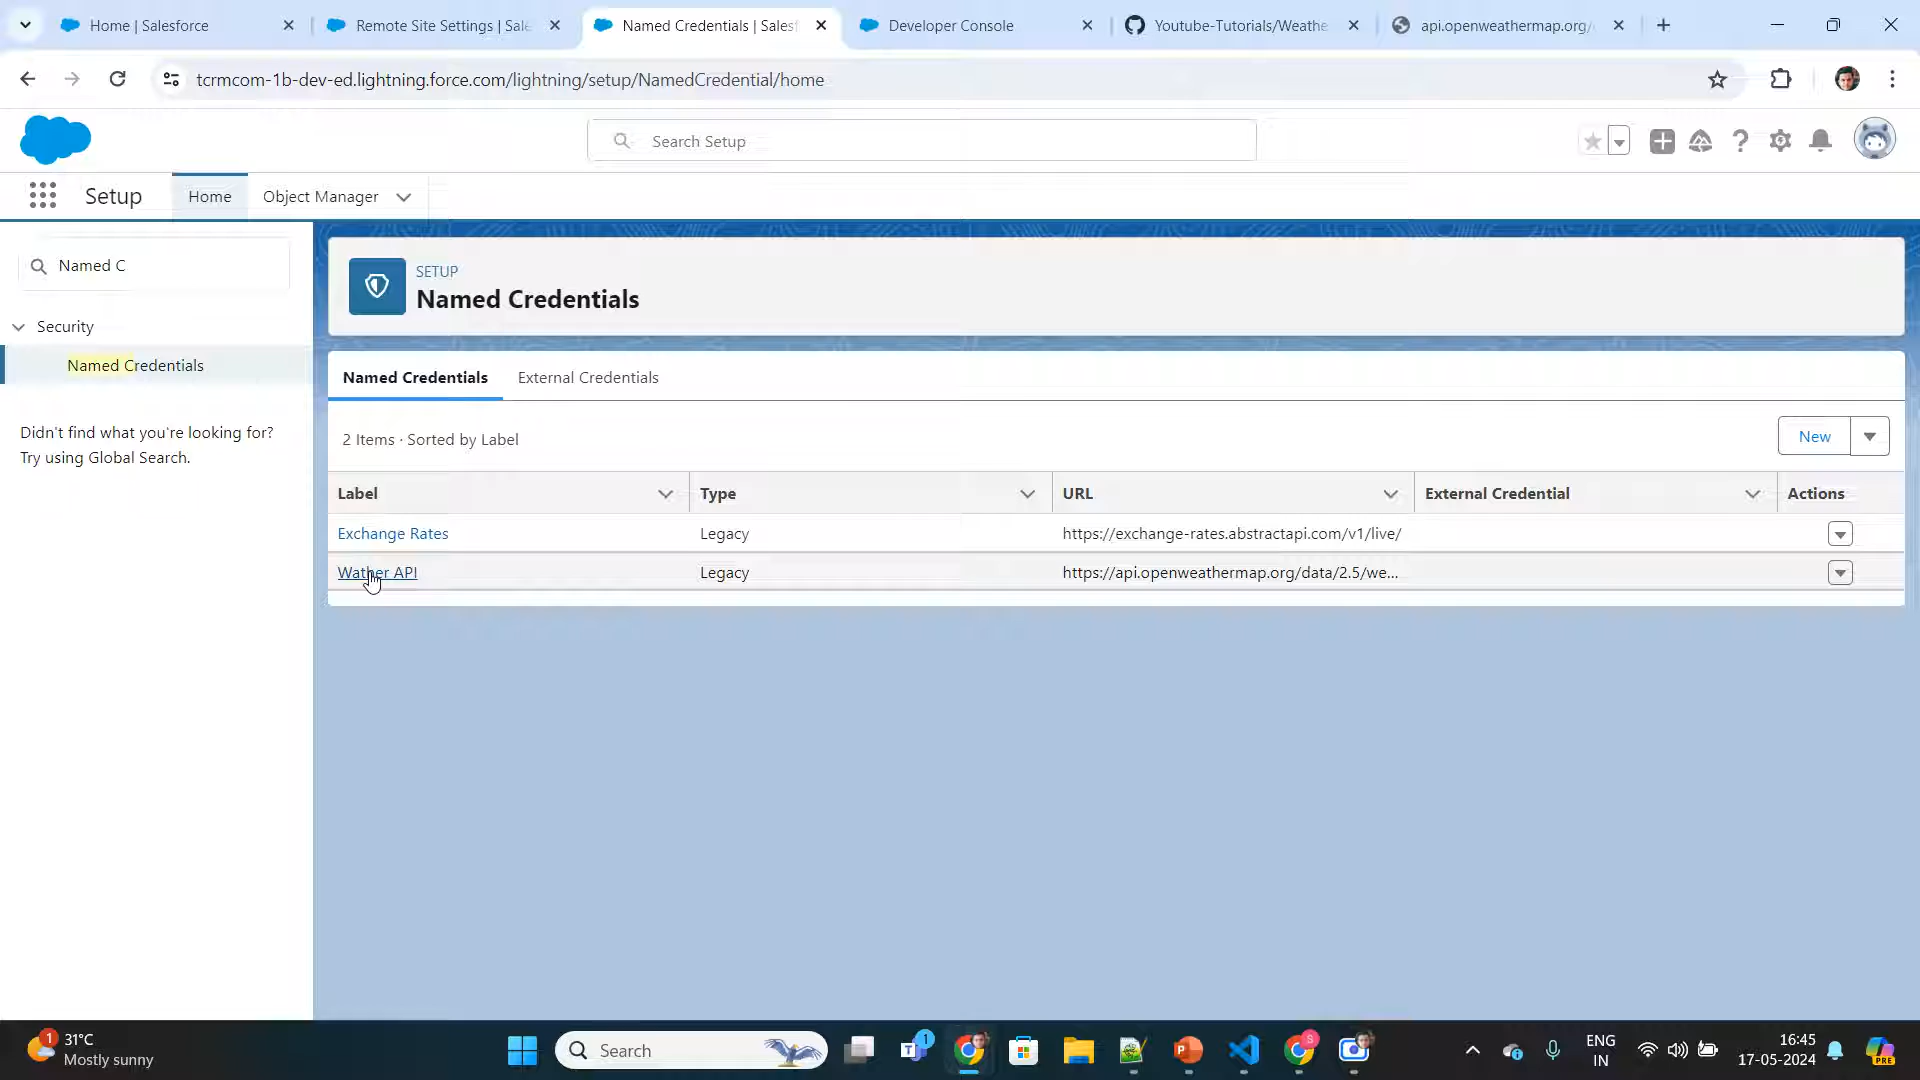 Home | Salesforce
Remote Site Settings | Sale
Named Credentials | Salesf
Developer Console
Youtube-Tutorials/Weathe
api.openweathermap.org/
tcrmcom-1b-dev-ed.lightning.force.com/lightning/setup/NamedCredential/home
Search Setup
Setup
Home
Object Manager
Named C
Security
Named Credentials
Didn't find what you're looking for?
Try using Global Search.
SETUP
Named Credentials
Named Credentials
External Credentials
2 Items · Sorted by Label
New
Label
Type
URL
External Credential
Actions
Exchange Rates
Legacy
https://exchange-rates.abstractapi.com/v1/live/
Wather API
Legacy
https://api.openweathermap.org/data/2.5/we...
1
31°C
Mostly sunny
Search
1
S
ENG
IN
16:45
17-05-2024
PRE